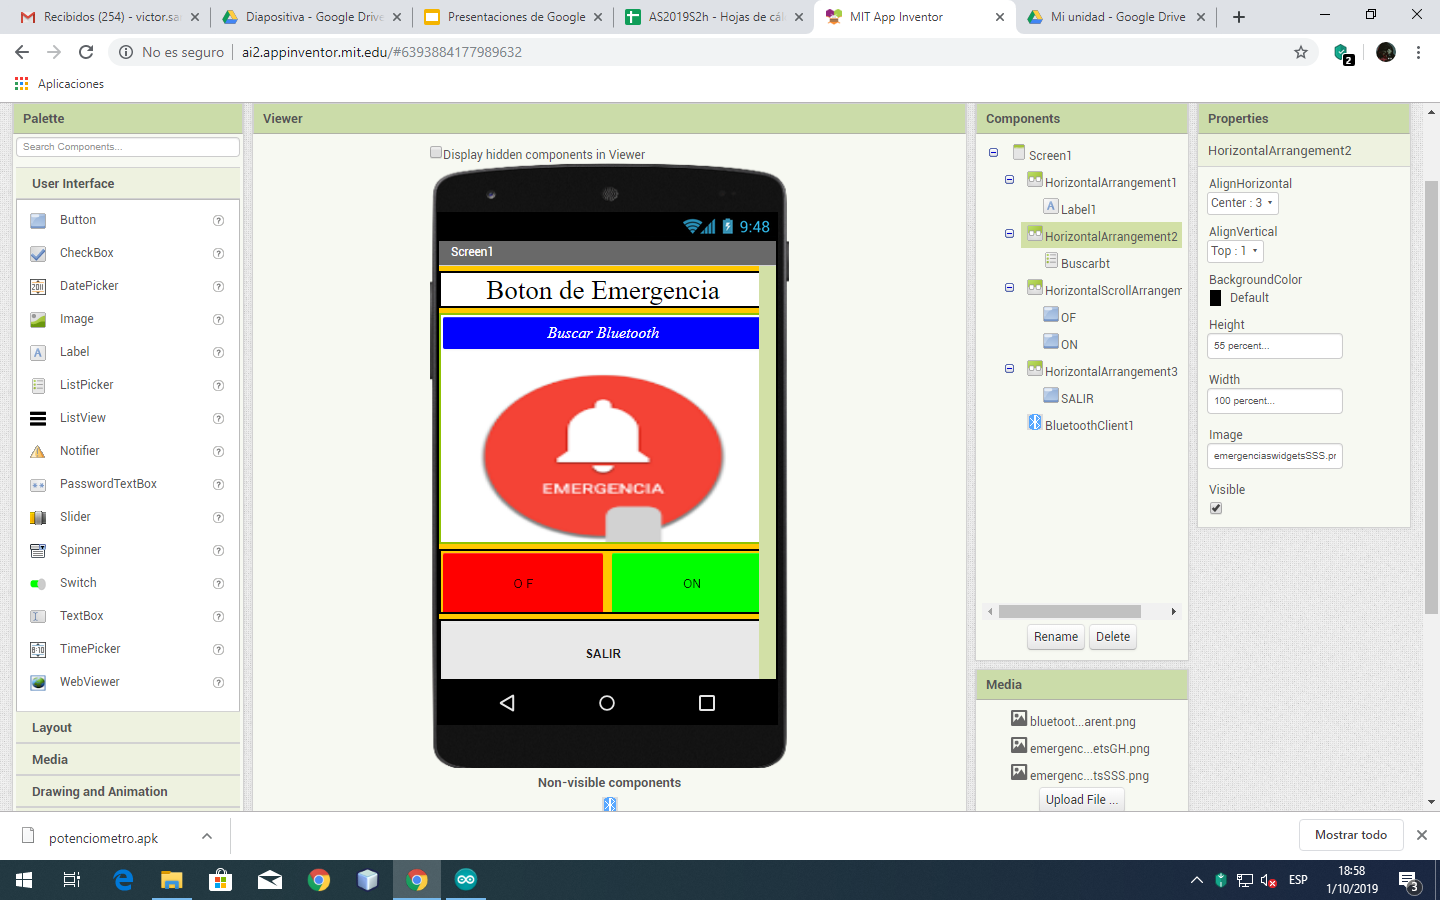 Recibidos (254) - victor.sa
Diapositiva - Google Drive
Presentaciones de Google
AS2019S2h - Hojas de cál
MIT App Inventor
Mi unidad - Google Drive
No es seguro
ai2.appinventor.mit.edu/#6393884177989632
2
Aplicaciones
Palette
Search Components...
User Interface
Button
CheckBox
DatePicker
Image
Label
ListPicker
ListView
Notifier
PasswordTextBox
Slider
Spinner
Switch
TextBox
TimePicker
WebViewer
Layout
Media
Drawing and Animation
Viewer
Display hidden components in Viewer
9:48
Screen1
Boton de Emergencia
Buscar Bluetooth
EMERGENCIA
O F
ON
SALIR
Non-visible components
Components
Screen1
HorizontalArrangement1
Label1
HorizontalArrangement2
Buscarbt
HorizontalScrollArrangem
OF
ON
HorizontalArrangement3
SALIR
BluetoothClient1
Rename
Delete
Media
bluetoot...arent.png
emergenc...etsGH.png
emergenc...tsSSS.png
Upload File ...
Properties
HorizontalArrangement2
AlignHorizontal
Center : 3
AlignVertical
Top : 1
BackgroundColor
Default
Height
55 percent...
Width
100 percent...
Image
emergenciaswidgetsSSS.pr
Visible
potenciometro.apk
Mostrar todo
ESP
18:58
1/10/2019
3